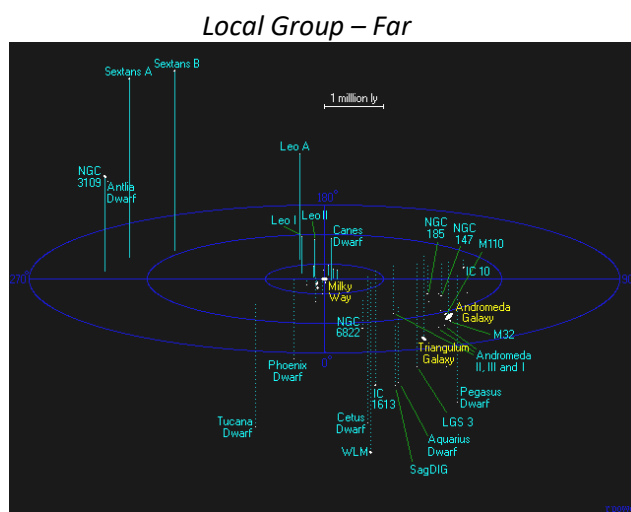 Local Group – Far
Sextans A
Sextans B
1 milllion ly
Leo A
NGC
3109
Antlia
Dwarf
180°
Leo I
Leo II
Canes
Dwarf
NGC
185
NGC
147
M110
IC 10
270°
90
Milky
Way
Andromeda
Galaxy
M32
NGC
6822
Triangulum
Galaxy
Andromeda
II, III and I
Phoenix
Dwarf
0°
IC
1613
Pegasus
Dwarf
LGS 3
Tucana
Dwarf
Cetus
Dwarf
Aquarius
Dwarf
WLM
SagDIG